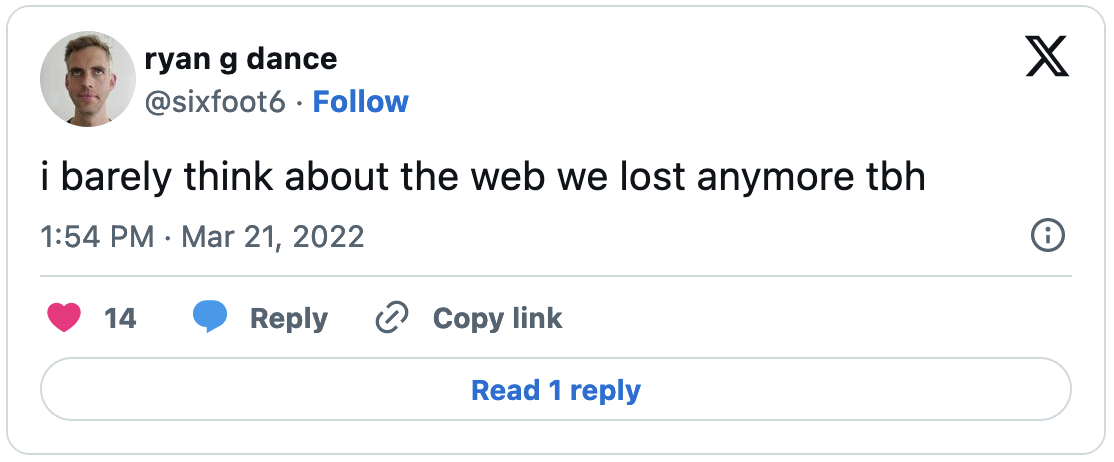 ryan g dance
@sixfoot6 · Follow
i barely think about the web we lost anymore tbh
1:54 PM · Mar 21, 2022
14 Reply Copy link
Read 1 reply